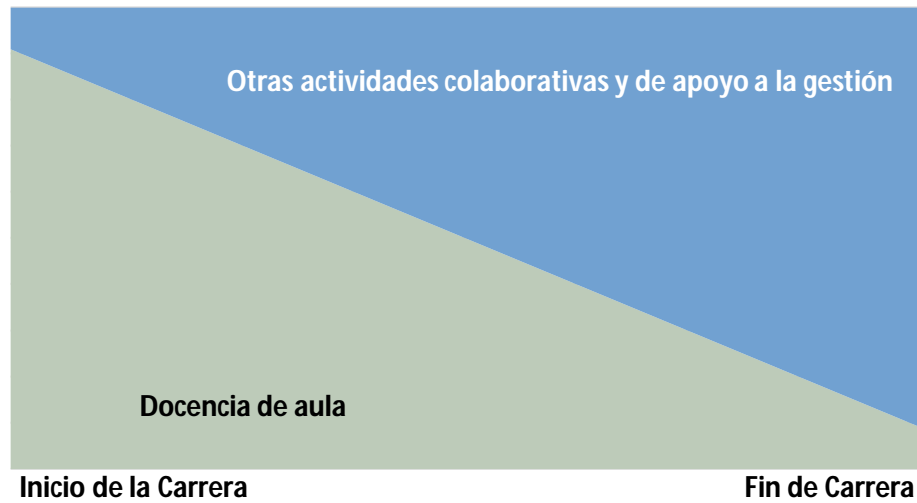 Otras actividades colaborativas y de apoyo a la gestión
Docencia de aula
Inicio de la Carrera
Fin de Carrera